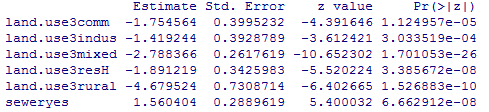 Estimate Std. Error z value Pr(>|z|)
land.use3comm -1.754564 0.3995232 -4.391646 1.124957e-05
land.use3indus -1.419244 0.3928789 -3.612421 3.033519e-04
land.use3mixed -2.788366 0.2617619 -10.652302 1.701053e-26
land.use3resH -1.891219 0.3425983 -5.520224 3.385672e-08
land.use3rural -4.679524 0.7308714 -6.402665 1.526883e-10
seweryes 1.560404 0.2889619 5.400032 6.662912e-08